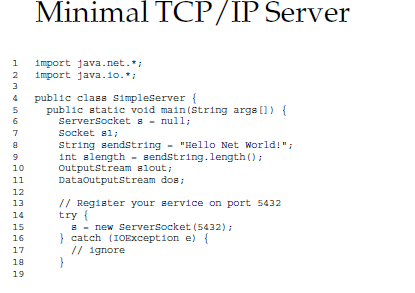 Minimal TCP/IP Server
1 import java.net.*;
2 import java.io.*;
3
4 public class SimpleServer {
5 public static void main(String args[]) {
6 ServerSocket s = null;
7 Socket s1;
8 String sendString = "Hello Net World!";
9 int slength = sendString.length();
10 OutputStream s1out;
11 DataOutputStream dos;
12
13 // Register your service on port 5432
14 try {
15 s = new ServerSocket(5432);
16 } catch (IOException e) {
17 // ignore
18 }
19